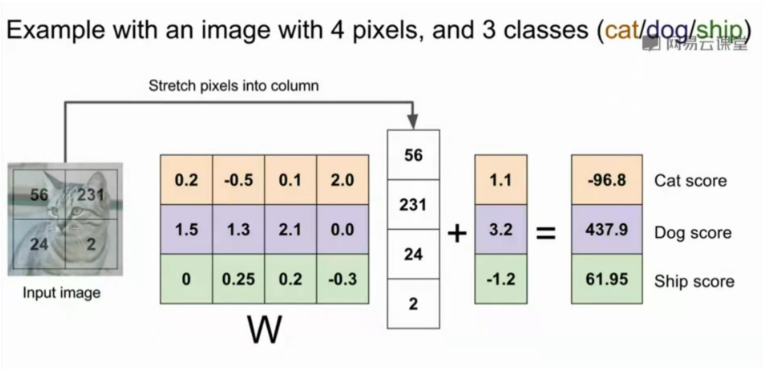 Example with an image with 4 pixels, and 3 classes (cat/dog/ship)
网易云课堂
Stretch pixels into column
56 231
24 2
Input image
0.2 -0.5 0.1 2.0
1.5 1.3 2.1 0.0
0 0.25 0.2 -0.3
W
56
231
24
2
+
1.1
3.2
-1.2
=
-96.8 Cat score
437.9 Dog score
61.95 Ship score